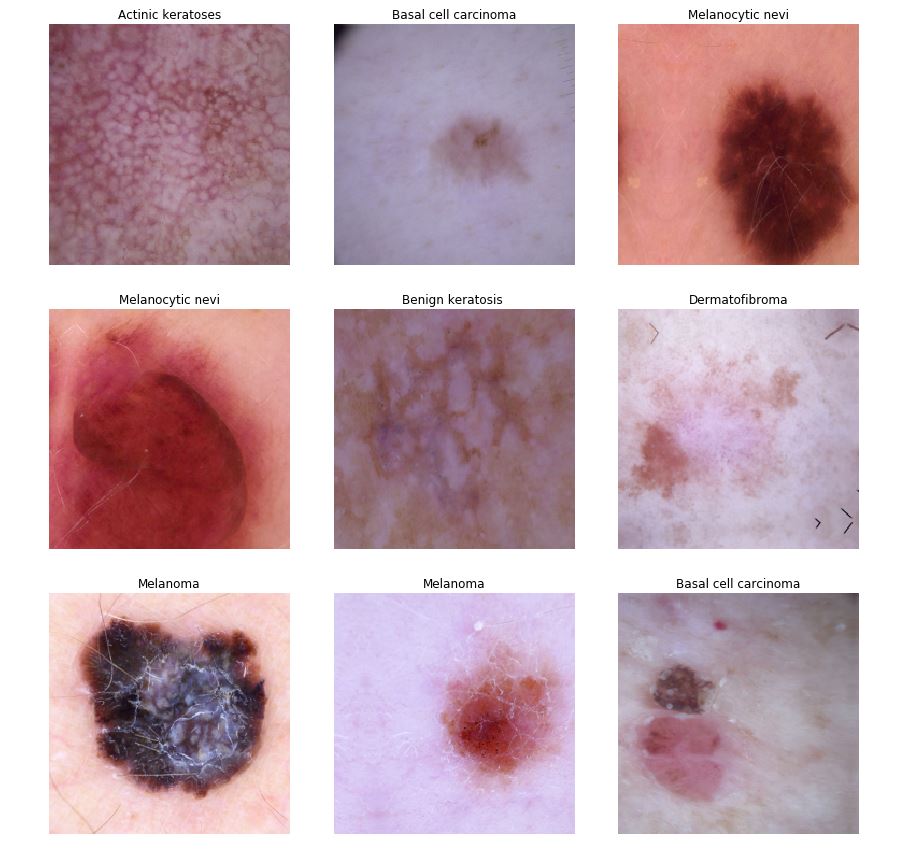 Actinic keratoses
Basal cell carcinoma
Melanocytic nevi
Melanocytic nevi
Benign keratosis
Dermatofibroma
Melanoma
Melanoma
Basal cell carcinoma